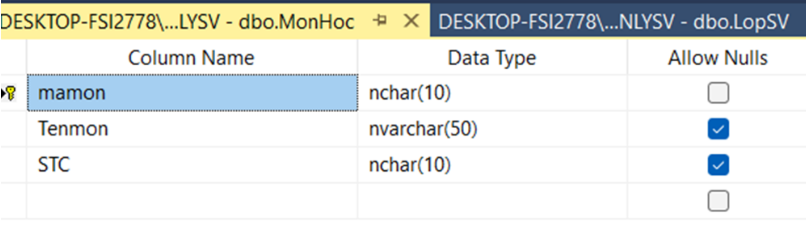 DESKTOP-FSI2778\...LYSV - dbo.MonHoc DESKTOP-FSI2778\...NLYSV - dbo.LopSV
Column Name Data Type Allow Nulls
mamon nchar(10)
Tenmon nvarchar(50)
STC nchar(10)